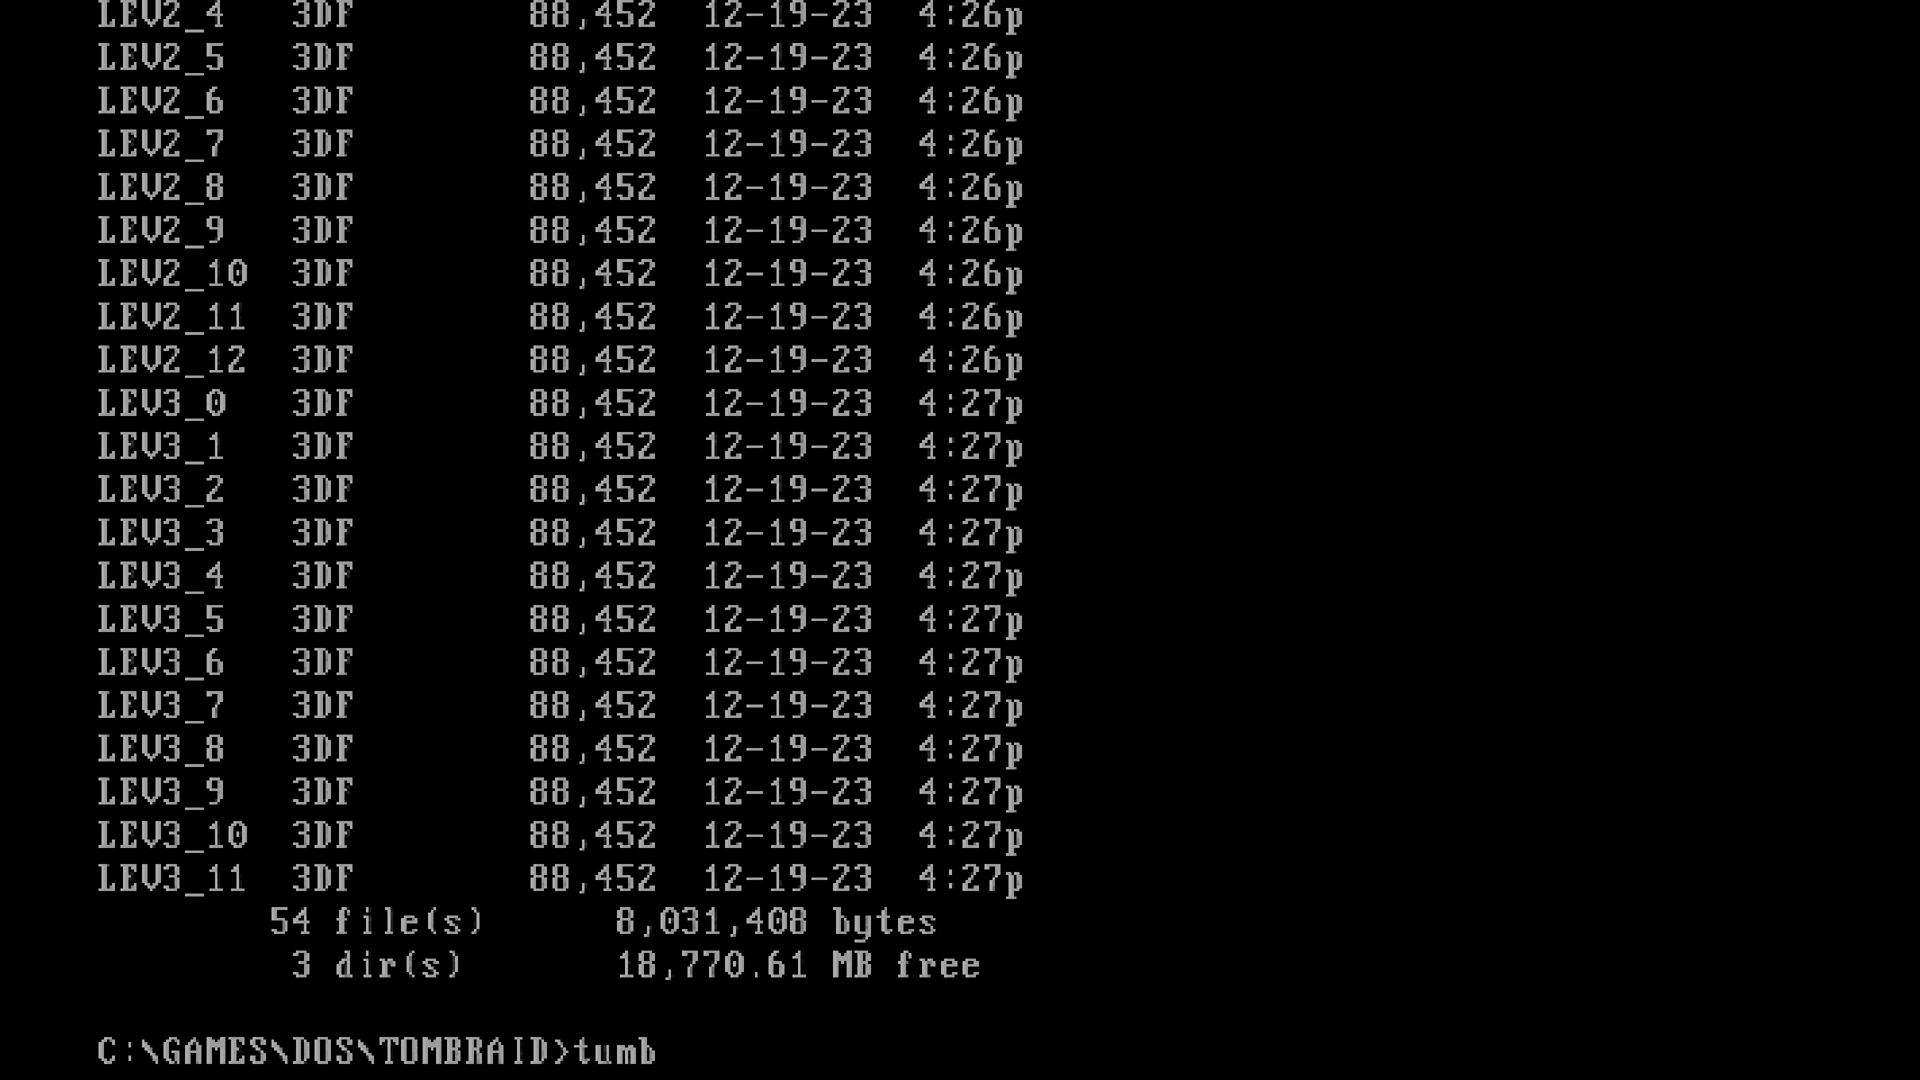 LEV2_4   3DF        88,452  12-19-23  4:26p
LEV2_5   3DF        88,452  12-19-23  4:26p
LEV2_6   3DF        88,452  12-19-23  4:26p
LEV2_7   3DF        88,452  12-19-23  4:26p
LEV2_8   3DF        88,452  12-19-23  4:26p
LEV2_9   3DF        88,452  12-19-23  4:26p
LEV2_10  3DF        88,452  12-19-23  4:26p
LEV2_11  3DF        88,452  12-19-23  4:26p
LEV2_12  3DF        88,452  12-19-23  4:26p
LEV3_0   3DF        88,452  12-19-23  4:27p
LEV3_1   3DF        88,452  12-19-23  4:27p
LEV3_2   3DF        88,452  12-19-23  4:27p
LEV3_3   3DF        88,452  12-19-23  4:27p
LEV3_4   3DF        88,452  12-19-23  4:27p
LEV3_5   3DF        88,452  12-19-23  4:27p
LEV3_6   3DF        88,452  12-19-23  4:27p
LEV3_7   3DF        88,452  12-19-23  4:27p
LEV3_8   3DF        88,452  12-19-23  4:27p
LEV3_9   3DF        88,452  12-19-23  4:27p
LEV3_10  3DF        88,452  12-19-23  4:27p
LEV3_11  3DF        88,452  12-19-23  4:27p
        54 file(s)      8,031,408 bytes
         3 dir(s)       18,770.61 MB free
C:\GAMES\DOS\TOMBRAID>tumb